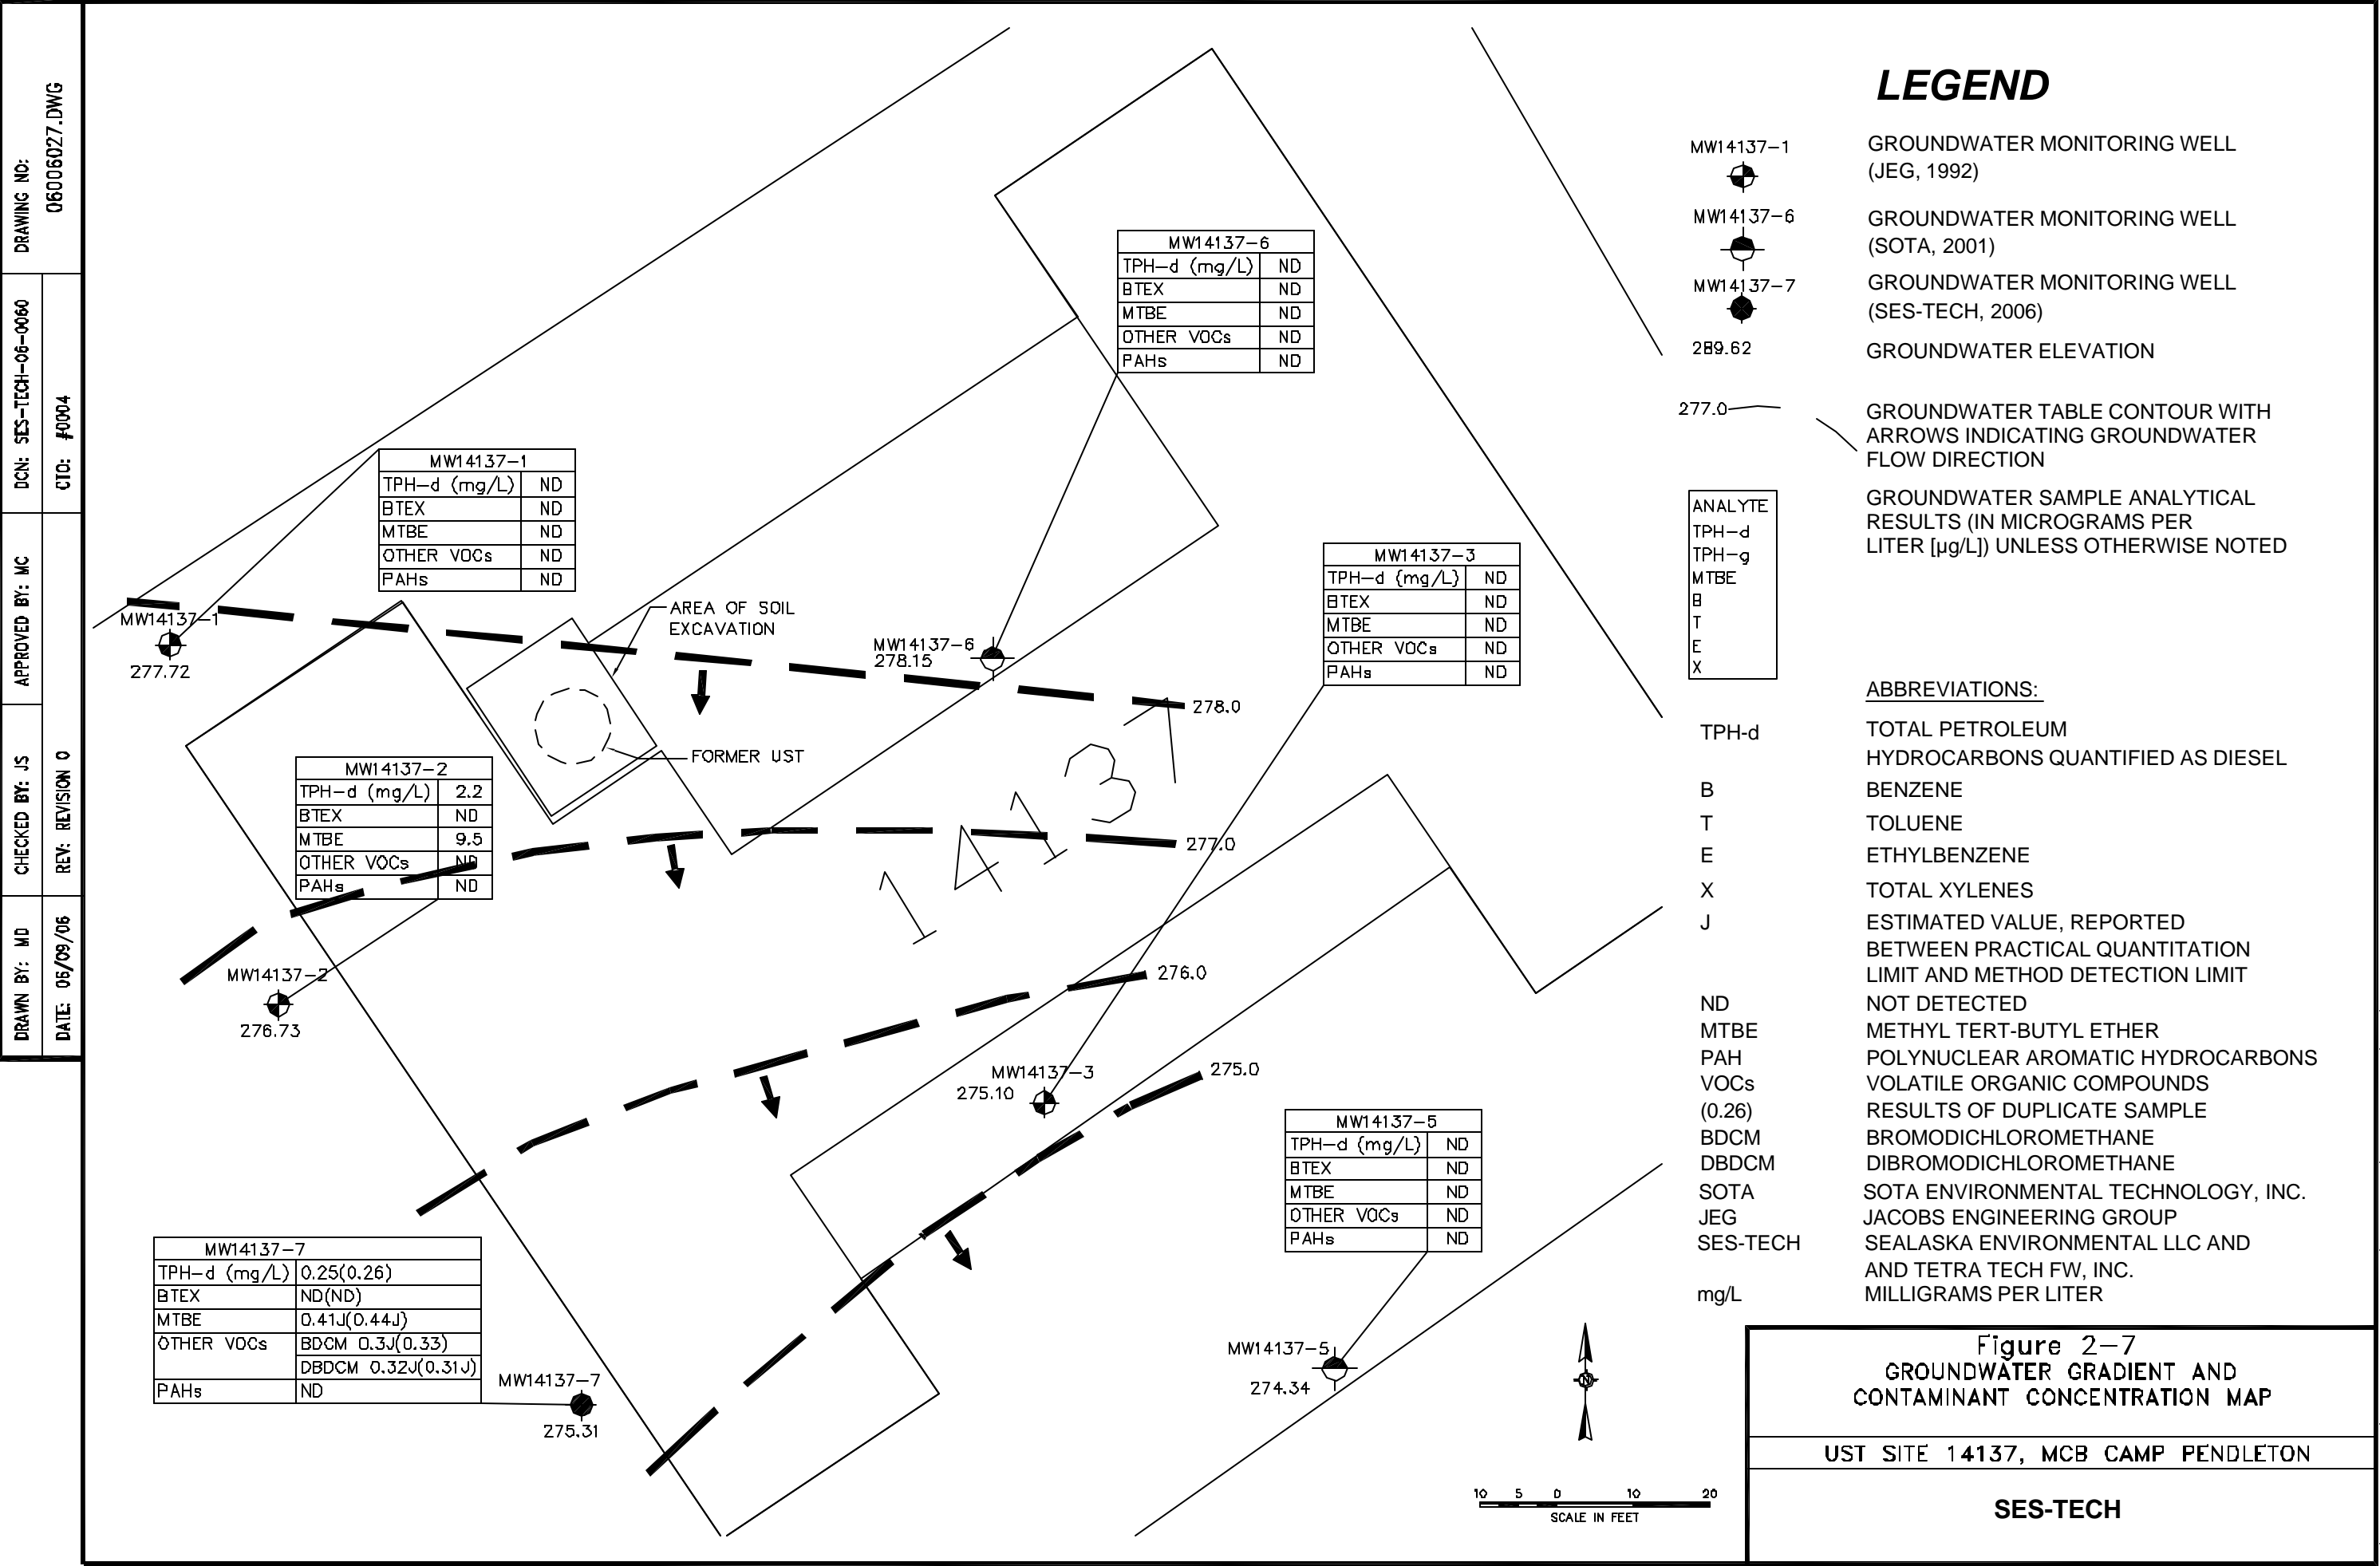 DRAWING NO:
06006027.DWG
DCN: SES-TECH-06-0060
CTO: #0004
APPROVED BY: MC
CHECKED BY: JS
REV: REVISION 0
DRAWN BY: MD
DATE: 06/09/06
MW14137-6
TPH-d (mg/L) ND
BTEX ND
MTBE ND
OTHER VOCs ND
PAHs ND
MW14137-1
TPH-d (mg/L) ND
BTEX ND
MTBE ND
OTHER VOCs ND
PAHs ND
MW14137-3
TPH-d (mg/L) ND
BTEX ND
MTBE ND
OTHER VOCs ND
PAHs ND
MW14137-1
277.72
AREA OF SOIL
EXCAVATION
MW14137-6
278.15
278.0
FORMER UST
MW14137-2
TPH-d (mg/L) 2.2
BTEX ND
MTBE 9.5
OTHER VOCs ND
PAHs ND
14137
277.0
MW14137-2
276.73
276.0
MW14137-3
275.10
275.0
MW14137-5
TPH-d (mg/L) ND
BTEX ND
MTBE ND
OTHER VOCs ND
PAHs ND
MW14137-7
TPH-d (mg/L) 0.25(0.26)
BTEX ND(ND)
MTBE 0.41J(0.44J)
OTHER VOCs BDCM 0.3J(0.33)
DBDCM 0.32J(0.31J)
PAHs ND
MW14137-7
275.31
MW14137-5
274.34
N
10 5 0 10 20
SCALE IN FEET
LEGEND
MW14137-1
GROUNDWATER MONITORING WELL
(JEG, 1992)
MW14137-6
GROUNDWATER MONITORING WELL
(SOTA, 2001)
MW14137-7
GROUNDWATER MONITORING WELL
(SES-TECH, 2006)
289.62 GROUNDWATER ELEVATION
277.0 GROUNDWATER TABLE CONTOUR WITH
ARROWS INDICATING GROUNDWATER
FLOW DIRECTION
ANALYTE
TPH-d
TPH-g
MTBE
B
T
E
X
GROUNDWATER SAMPLE ANALYTICAL
RESULTS (IN MICROGRAMS PER
LITER [µg/L]) UNLESS OTHERWISE NOTED
ABBREVIATIONS:
TPH-d TOTAL PETROLEUM
HYDROCARBONS QUANTIFIED AS DIESEL
B BENZENE
T TOLUENE
E ETHYLBENZENE
X TOTAL XYLENES
J ESTIMATED VALUE, REPORTED
BETWEEN PRACTICAL QUANTITATION
LIMIT AND METHOD DETECTION LIMIT
ND NOT DETECTED
MTBE METHYL TERT-BUTYL ETHER
PAH POLYNUCLEAR AROMATIC HYDROCARBONS
VOCs VOLATILE ORGANIC COMPOUNDS
(0.26) RESULTS OF DUPLICATE SAMPLE
BDCM BROMODICHLOROMETHANE
DBDCM DIBROMODICHLOROMETHANE
SOTA SOTA ENVIRONMENTAL TECHNOLOGY, INC.
JEG JACOBS ENGINEERING GROUP
SES-TECH SEALASKA ENVIRONMENTAL LLC AND
AND TETRA TECH FW, INC.
mg/L MILLIGRAMS PER LITER
Figure 2-7
GROUNDWATER GRADIENT AND
CONTAMINANT CONCENTRATION MAP
UST SITE 14137, MCB CAMP PENDLETON
SES-TECH